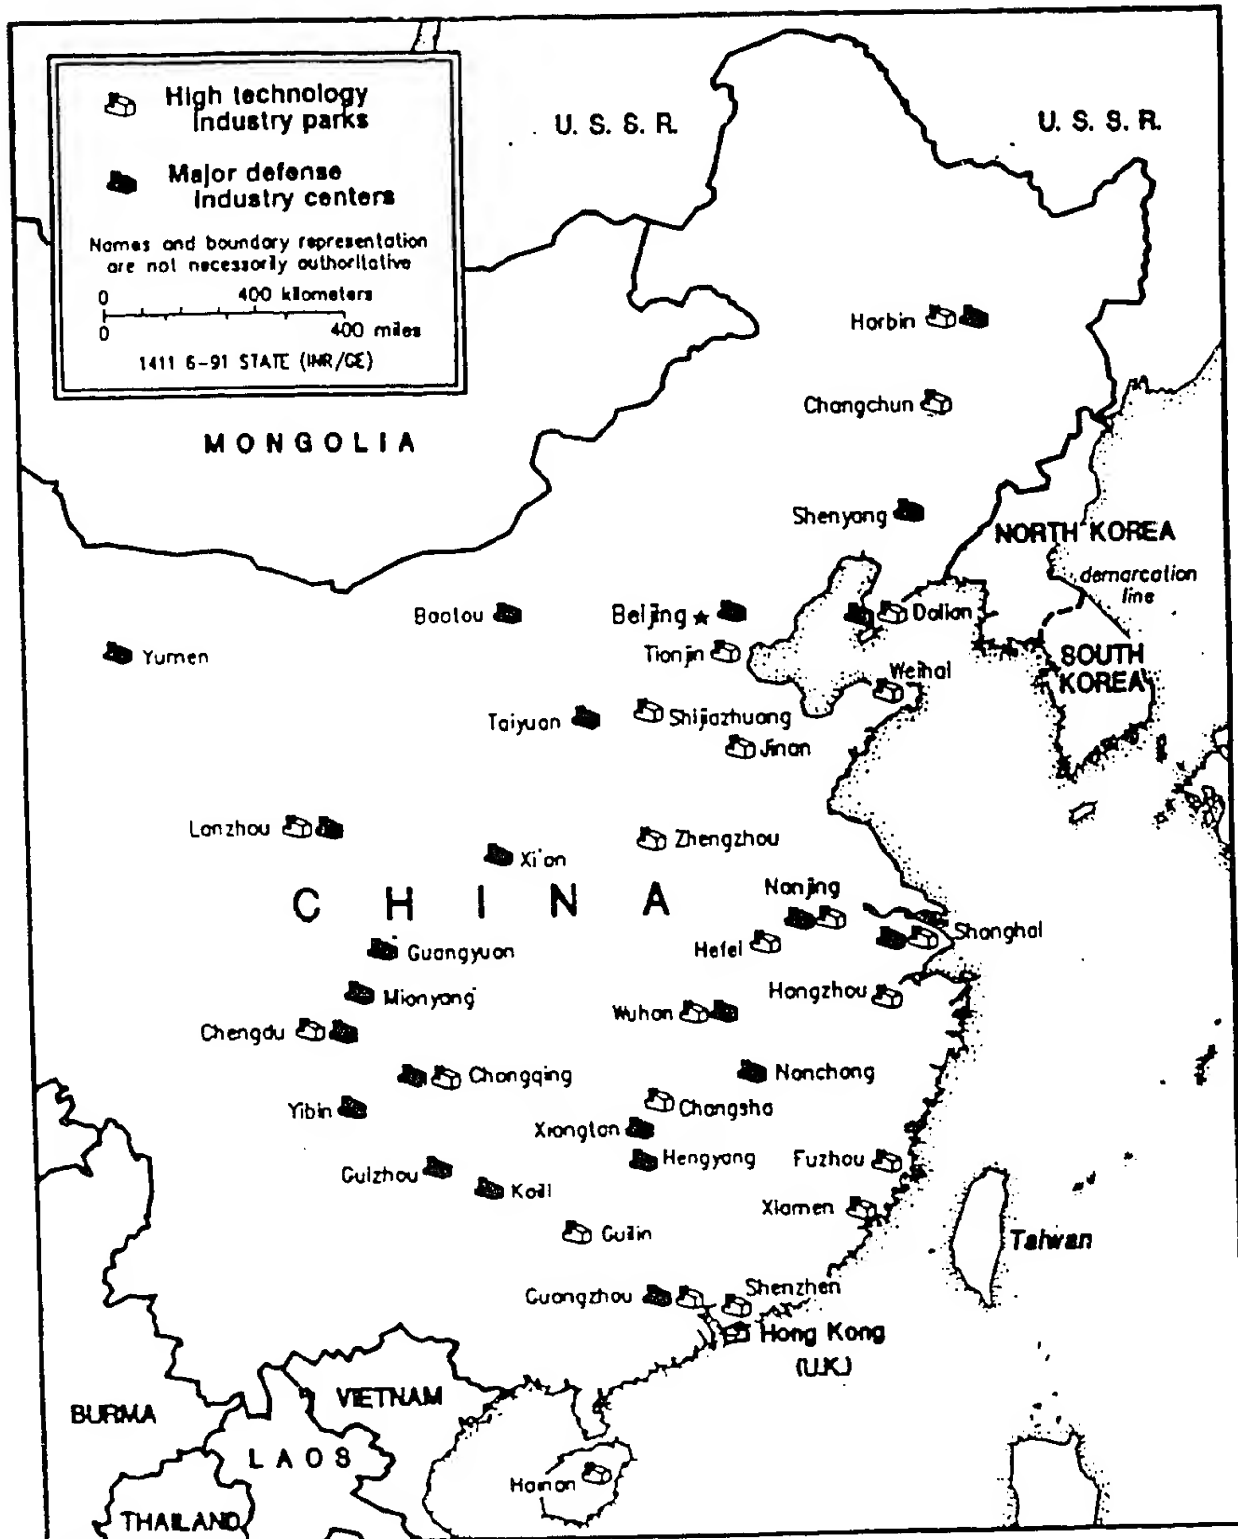 High technology
Industry parks
Major defense
Industry centers
Names and boundary representation
are not necessarily authoritative
0 400 kilometers
0 400 miles
1411 6-91 STATE (INR/GE)
U.S.S.R.
U.S.S.R.
MONGOLIA
Harbin
Changchun
Shenyang
NORTH KOREA
demarcation
line
SOUTH
KOREA
Baotou
Beijing
Dalian
Yumen
Tianjin
Weihai
Taiyuan
Shijiazhuang
Jinan
Lanzhou
Xi'an
Zhengzhou
CHINA
Nanjing
Shanghai
Guangyuan
Hefei
Mianyang
Hangzhou
Chengdu
Wuhan
Chongqing
Nanchang
Yibin
Changsha
Xiangtan
Hengyang
Fuzhou
Guizhou
Kaili
Xiamen
Guilin
Taiwan
Guangzhou
Shenzhen
Hong Kong
(U.K.)
BURMA
VIETNAM
LAOS
Hainan
THAILAND